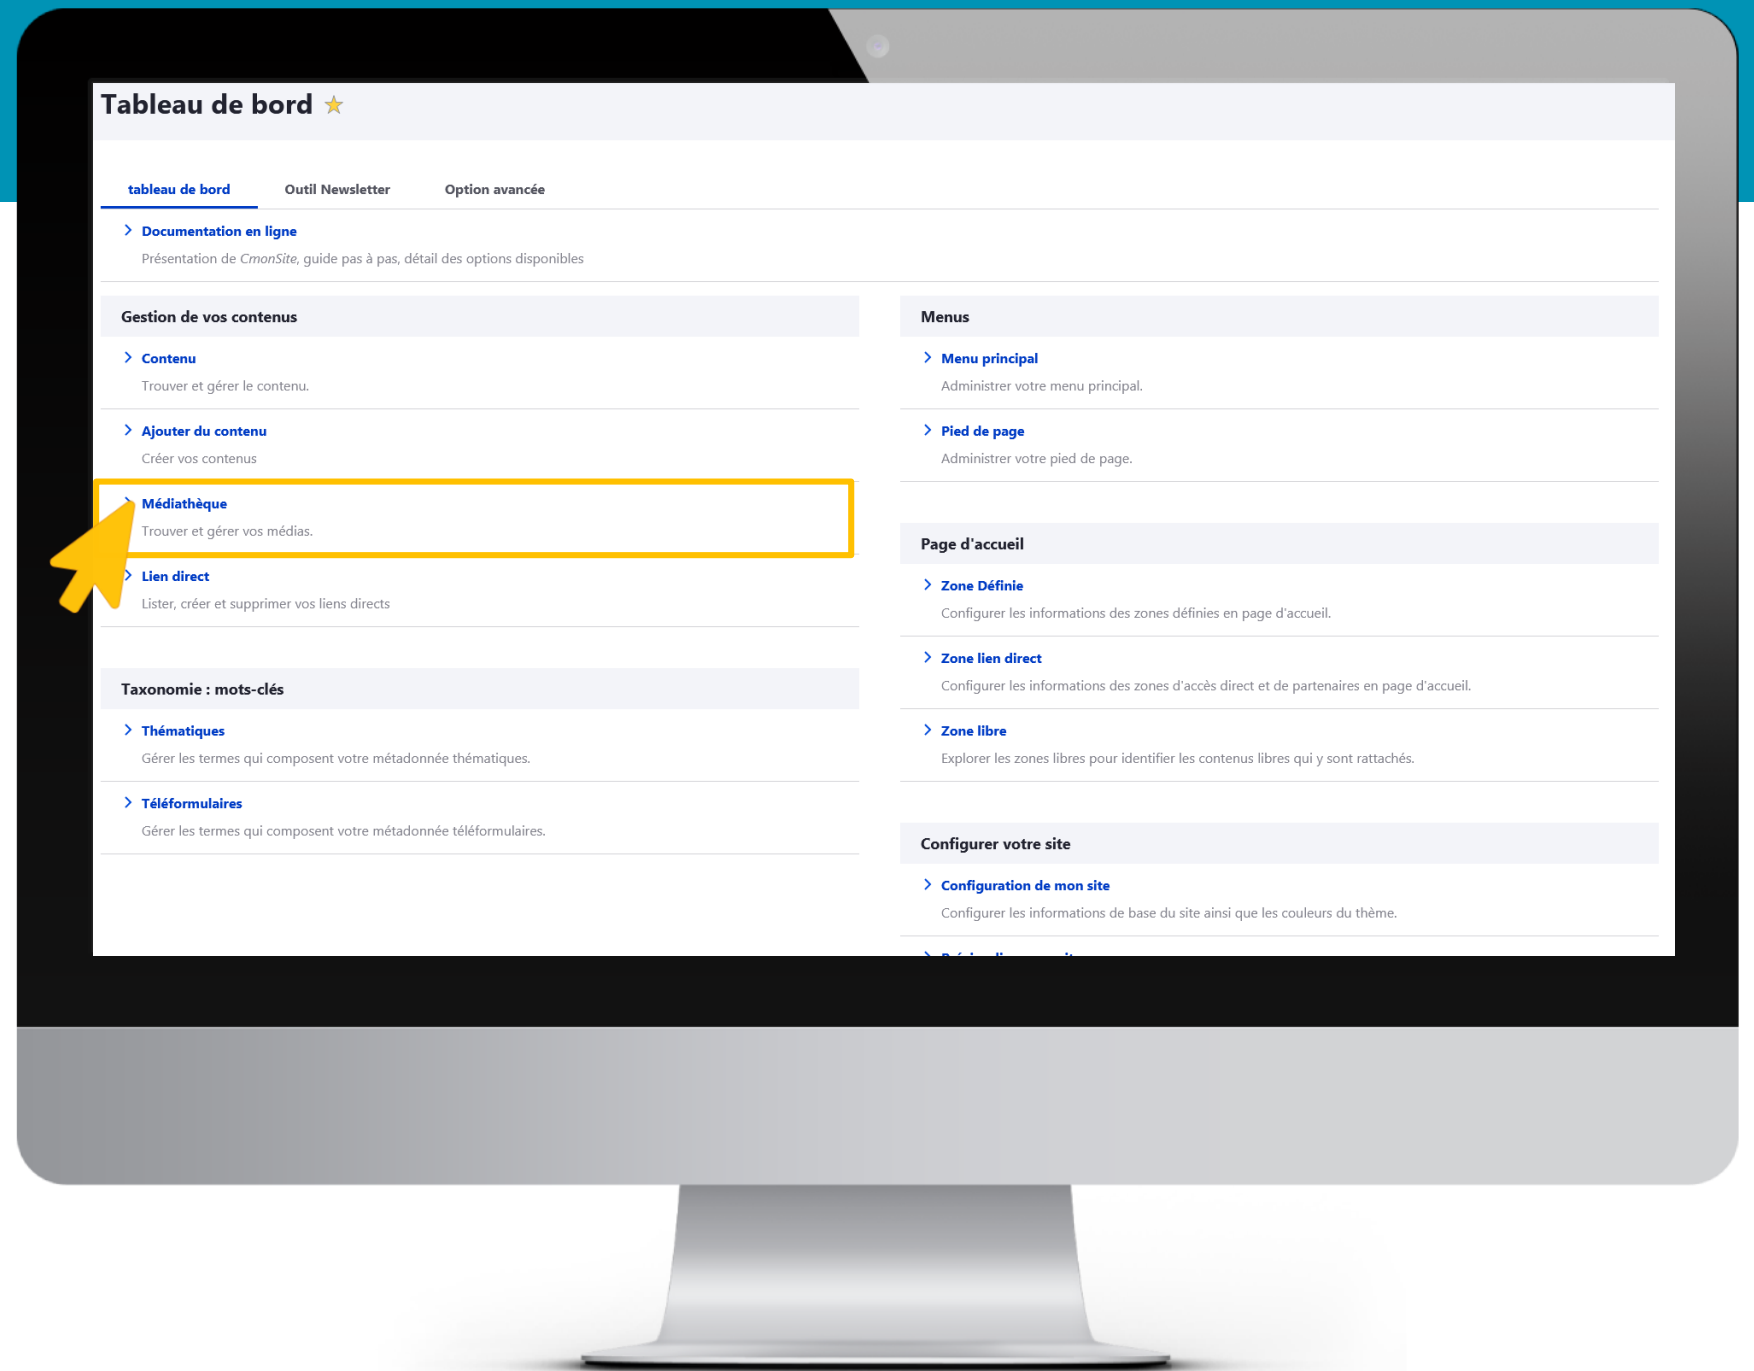 Tableau de bord
tableau de bord
Outil Newsletter
Option avancée
Documentation en ligne
Présentation de CmonSite, guide pas à pas, détail des options disponibles
Gestion de vos contenus
Contenu
Trouver et gérer le contenu.
Ajouter du contenu
Créer vos contenus
Médiathèque
Trouver et gérer vos médias.
Lien direct
Lister, créer et supprimer vos liens directs
Taxonomie : mots-clés
Thématiques
Gérer les termes qui composent votre métadonnée thématiques.
Téléformulaires
Gérer les termes qui composent votre métadonnée téléformulaires.
Menus
Menu principal
Administrer votre menu principal.
Pied de page
Administrer votre pied de page.
Page d'accueil
Zone Définie
Configurer les informations des zones définies en page d'accueil.
Zone lien direct
Configurer les informations des zones d'accès direct et de partenaires en page d'accueil.
Zone libre
Explorer les zones libres pour identifier les contenus libres qui y sont rattachés.
Configurer votre site
Configuration de mon site
Configurer les informations de base du site ainsi que les couleurs du thème.